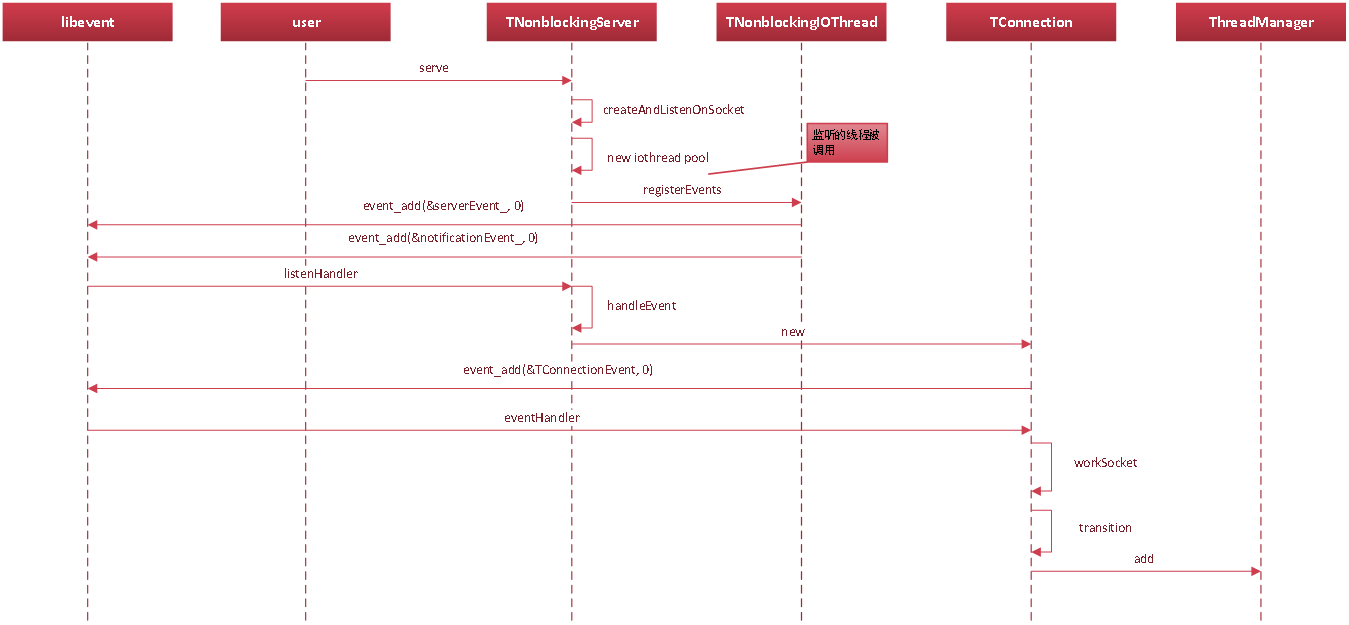 libevent
user
TNonblockingServer
TNonblockingIOThread
TConnection
ThreadManager
serve
createAndListenOnSocket
监听的线程被
调用
new iothread pool
registerEvents
event_add(&serverEvent_, 0)
event_add(&notificationEvent_, 0)
listenHandler
handleEvent
new
event_add(&TConnectionEvent, 0)
eventHandler
workSocket
transition
add